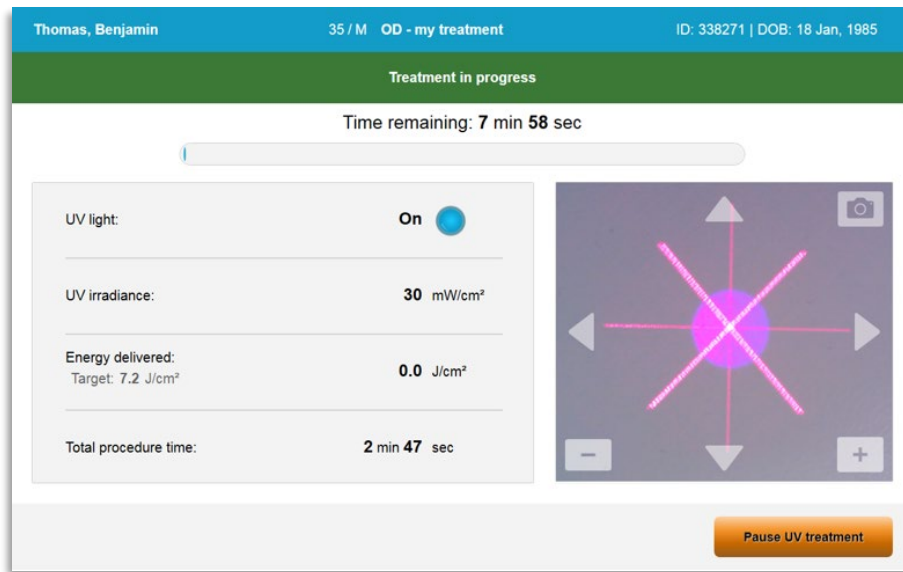 Thomas, Benjamin 35 / M OD - my treatment ID: 338271 | DOB: 18 Jan, 1985
Treatment in progress
Time remaining: 7 min 58 sec
UV light: On
UV irradiance: 30 mW/cm²
Energy delivered:
Target: 7.2 J/cm² 0.0 J/cm²
Total procedure time: 2 min 47 sec
Pause UV treatment